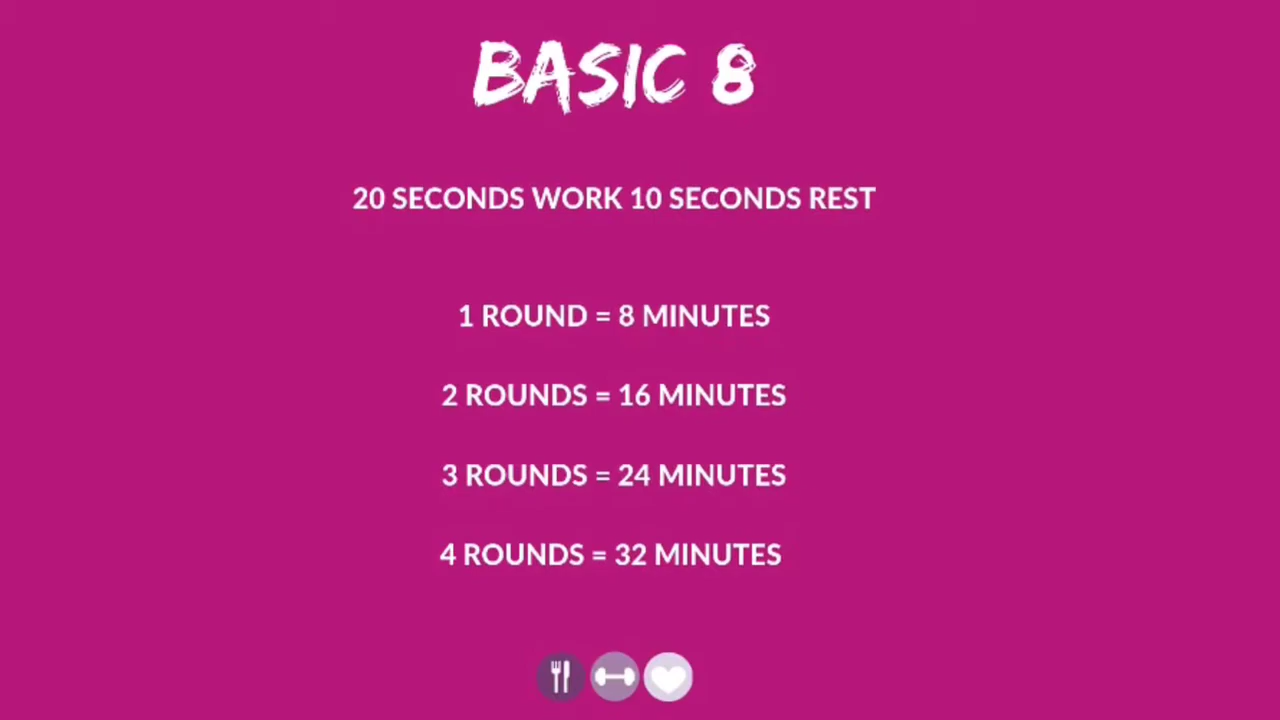 BASIC 8
20 SECONDS WORK 10 SECONDS REST
1 ROUND = 8 MINUTES
2 ROUNDS = 16 MINUTES
3 ROUNDS = 24 MINUTES
4 ROUNDS = 32 MINUTES